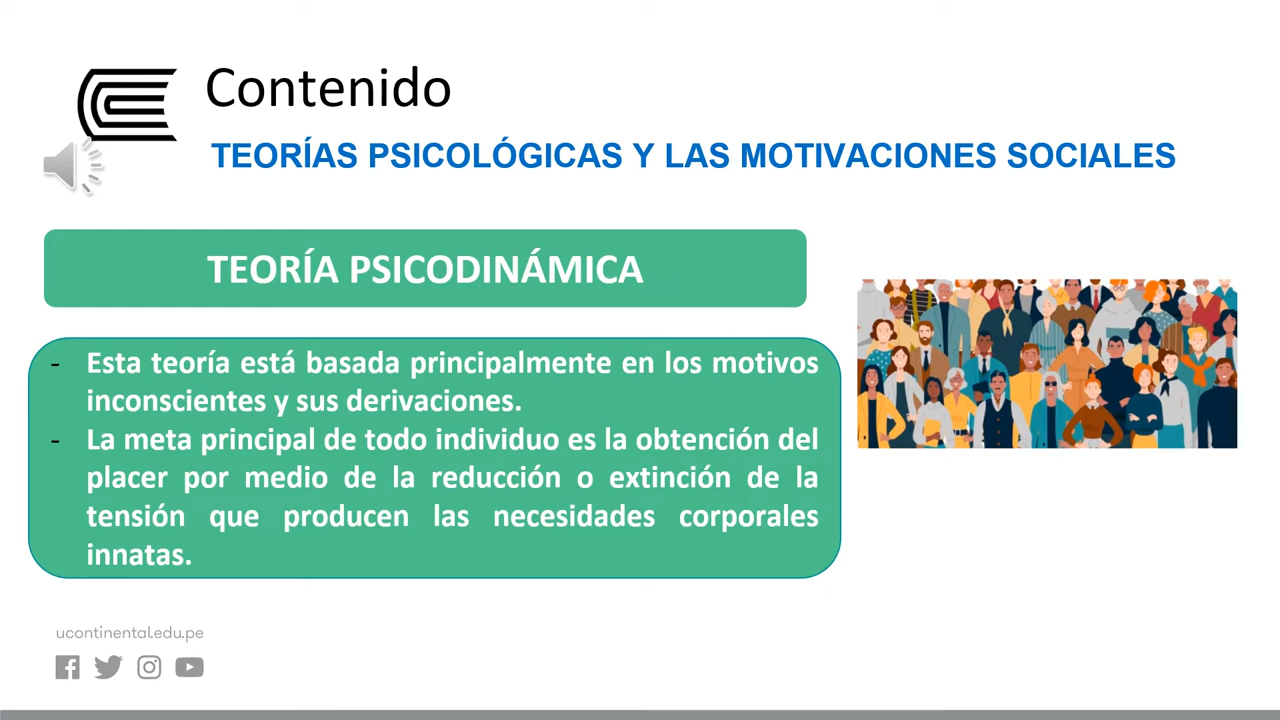 Contenido
TEORÍAS PSICOLÓGICAS Y LAS MOTIVACIONES SOCIALES
TEORÍA PSICODINÁMICA
- Esta teoría está basada principalmente en los motivos
inconscientes y sus derivaciones.
- La meta principal de todo individuo es la obtención del
placer por medio de la reducción o extinción de la
tensión que producen las necesidades corporales
innatas.
ucontinental.edu.pe